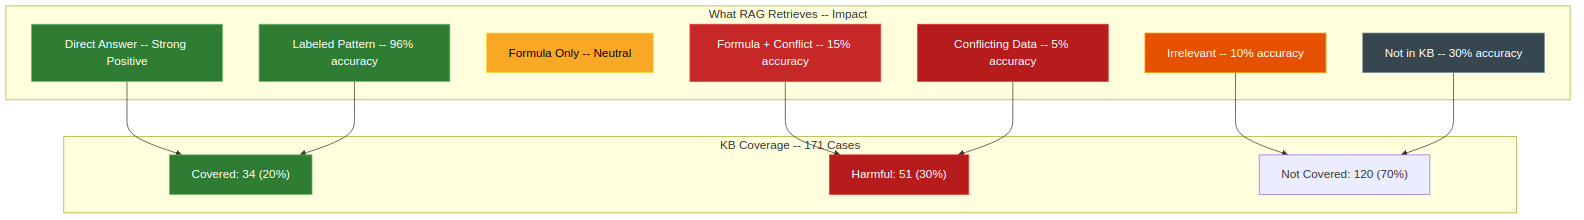 What RAG Retrieves -- Impact
Direct Answer -- Strong
Positive
Labeled Pattern -- 96%
accuracy
Formula Only -- Neutral
Formula + Conflict -- 15%
accuracy
Conflicting Data -- 5%
accuracy
Irrelevant -- 10% accuracy
Not in KB -- 30% accuracy
KB Coverage -- 171 Cases
Covered: 34 (20%)
Harmful: 51 (30%)
Not Covered: 120 (70%)